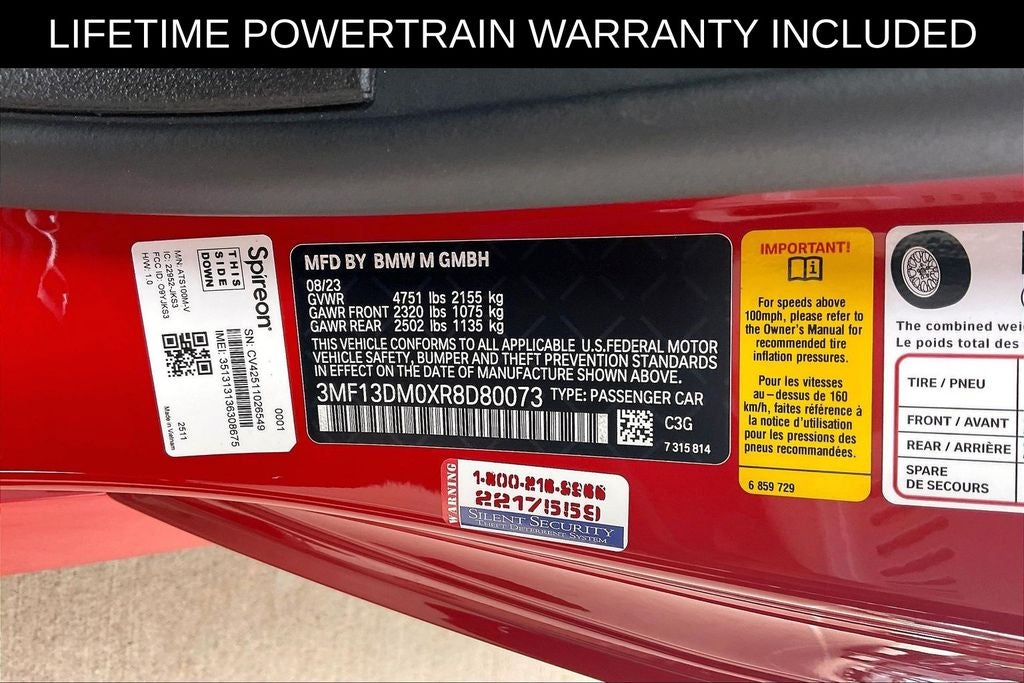 LIFETIME POWERTRAIN WARRANTY INCLUDED
Spireon®
THIS
SIDE
DOWN
M/N: ATS100M-V
IC: 22952-JKS3
FCC ID: O9YJKS3
H/W: 1.0
0001
SN: CV42511026549
IMEI: 351313136308675
2511
Made in Vietnam
MFD BY BMW M GMBH
08/23
GVWR 4751 lbs 2155 kg
GAWR FRONT 2320 lbs 1075 kg
GAWR REAR 2502 lbs 1135 kg
THIS VEHICLE CONFORMS TO ALL APPLICABLE U.S.FEDERAL MOTOR
VEHICLE SAFETY, BUMPER AND THEFT PREVENTION STANDARDS
IN EFFECT ON THE DATE OF MANUFACTURE SHOWN ABOVE.
3MF13DM0XR8D80073 TYPE: PASSENGER CAR
C3G
7 315 814
WARNING
2217559
SILENT SECURITY
THEFT DETERRENT SYSTEM
IMPORTANT!
For speeds above
100mph, please refer to
the Owner's Manual for
recommended tire
inflation pressures.
Pour les vitesses
au-dessus de 160
km/h, faites référence à
la notice d'utilisation
pour les pressions des
pneus recommandées.
6 859 729
The combined wei
Le poids total des
TIRE / PNEU
FRONT / AVANT
REAR / ARRIÈRE
SPARE
DE SECOURS